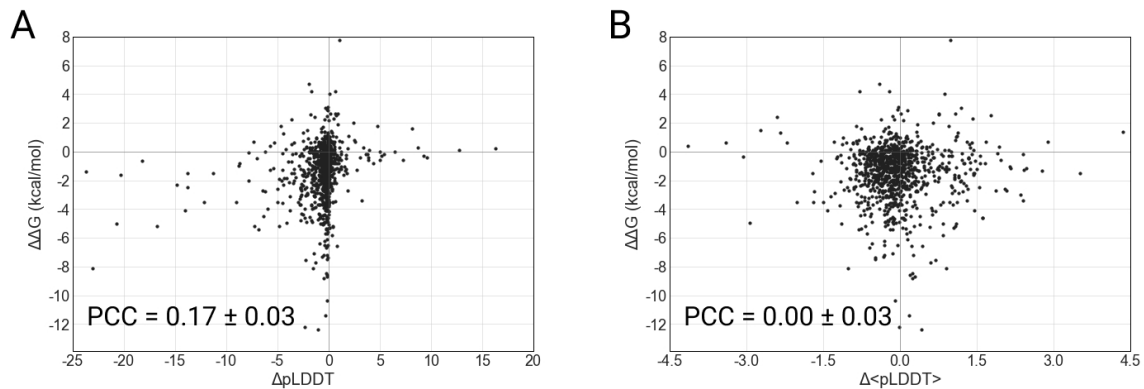 A
8
6
4
2
0
-2
-4
-6
-8
-10
-12
ΔΔG (kcal/mol)
PCC = 0.17 ± 0.03
-25 -20 -15 -10 -5 0 5 10 15 20
ΔpLDDT
B
8
6
4
2
0
-2
-4
-6
-8
-10
-12
ΔΔG (kcal/mol)
PCC = 0.00 ± 0.03
-4.5 -3.0 -1.5 0.0 1.5 3.0 4.5
Δ<pLDDT>